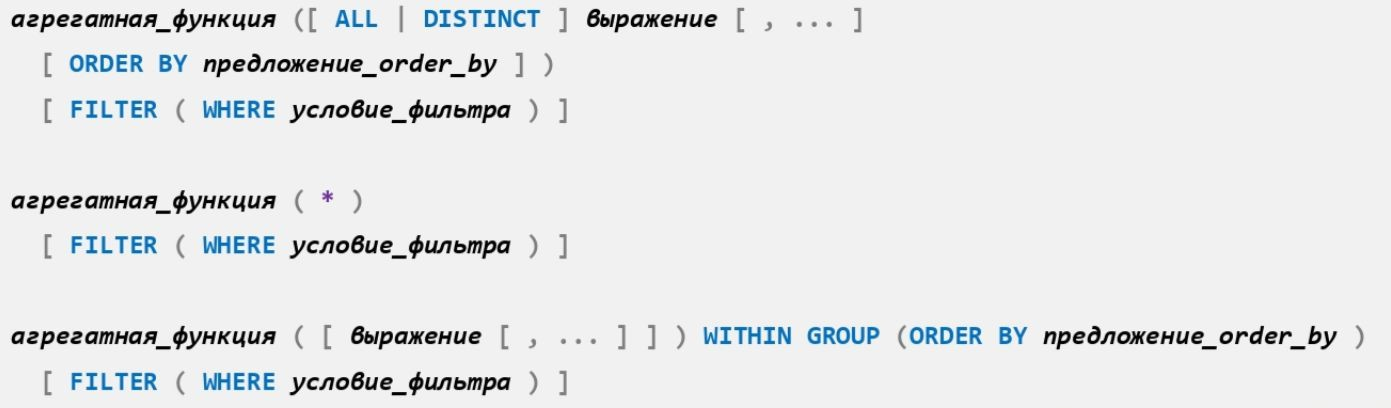 агрегатная_функция ([ ALL | DISTINCT ] выражение [ , ... ]
[ ORDER BY предложение_order_by ] )
[ FILTER ( WHERE условие_фильтра ) ]
агрегатная_функция ( * )
[ FILTER ( WHERE условие_фильтра ) ]
агрегатная_функция ( [ выражение [ , ... ] ] ) WITHIN GROUP (ORDER BY предложение_order_by )
[ FILTER ( WHERE условие_фильтра ) ]